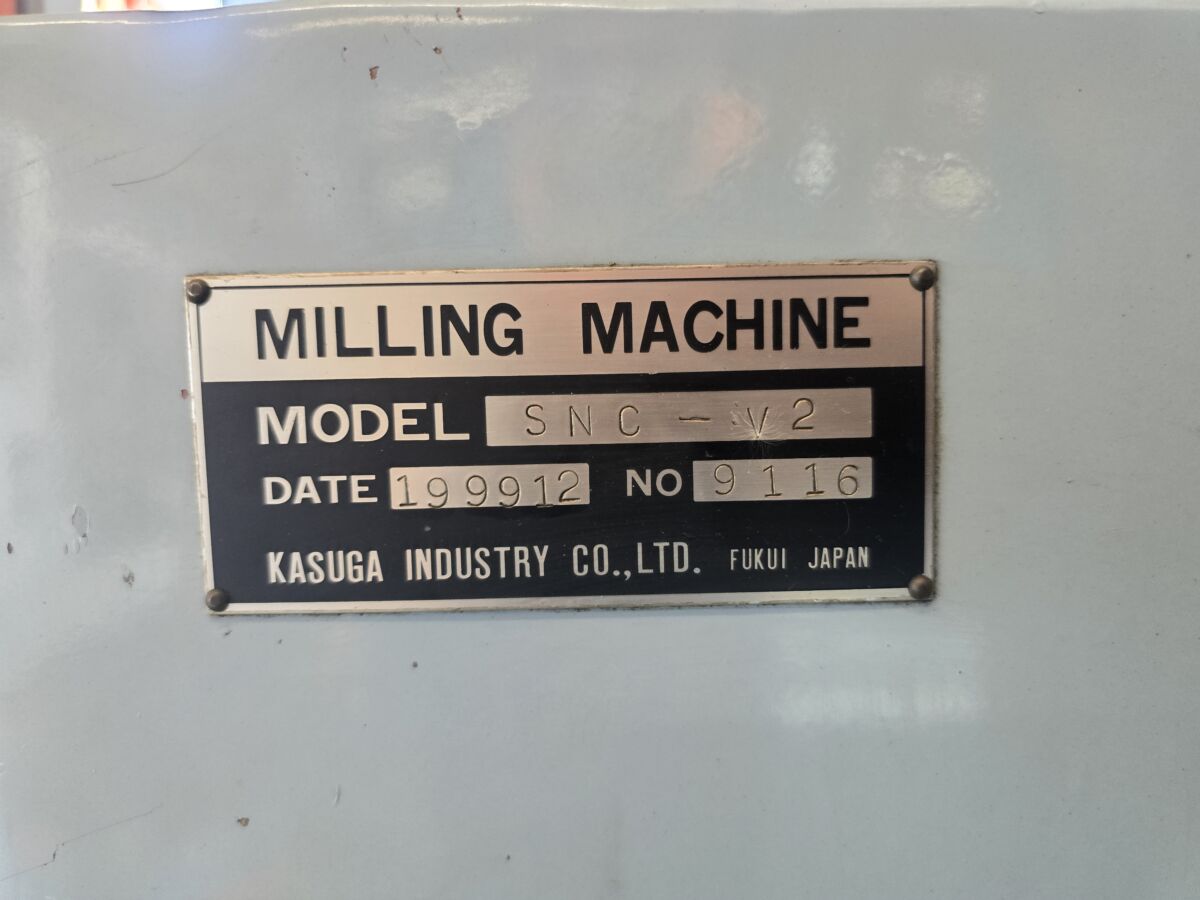 MILLING MACHINE
MODEL SNC - V2
DATE 199912 NO 9116
KASUGA INDUSTRY CO.,LTD. FUKUI JAPAN